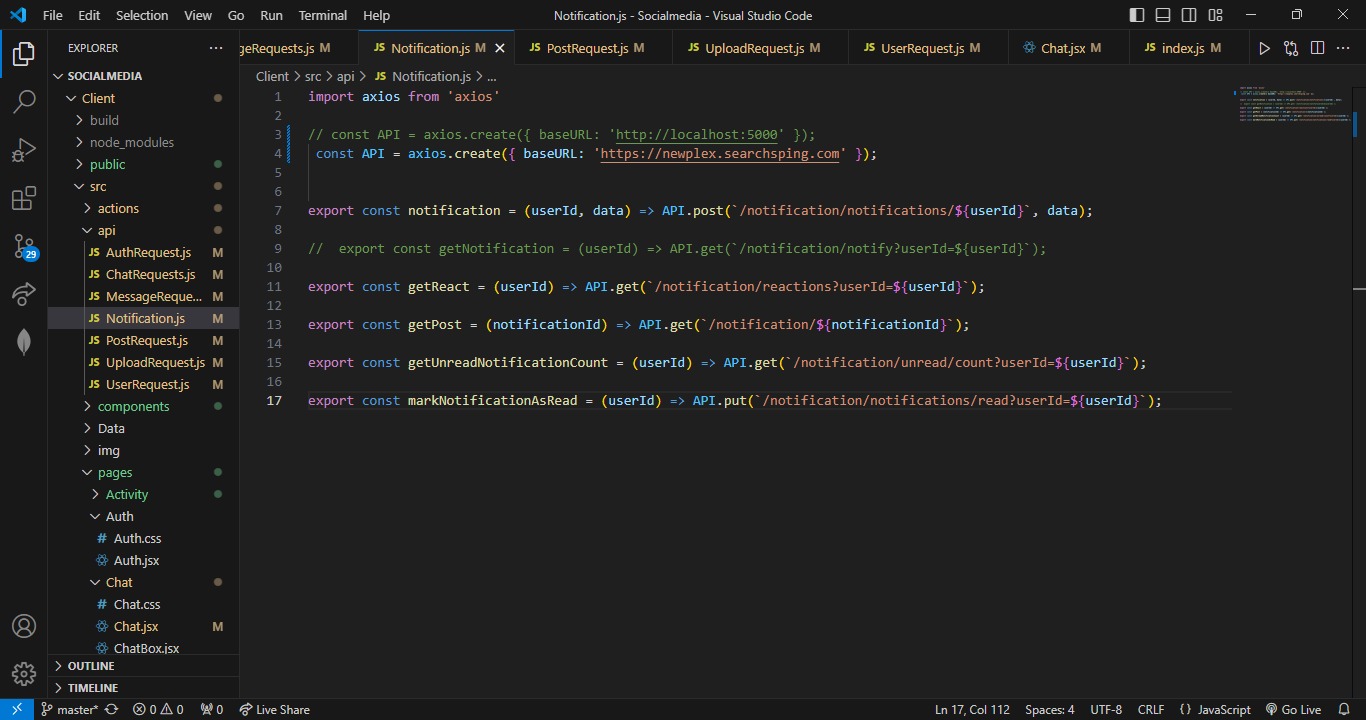 File Edit Selection View Go Run Terminal Help
Notification.js - Socialmedia - Visual Studio Code
EXPLORER
SOCIALMEDIA
Client
build
node_modules
public
src
actions
api
JS AuthRequest.js M
JS ChatRequests.js M
JS MessageReque... M
JS Notification.js M
JS PostRequest.js M
JS UploadRequest.js M
JS UserRequest.js M
components
Data
img
pages
Activity
Auth
# Auth.css
Auth.jsx
Chat
# Chat.css
Chat.jsx M
ChatBox.jsx
OUTLINE
TIMELINE
29
geRequests.js M JS Notification.js M JS PostRequest.js M JS UploadRequest.js M JS UserRequest.js M Chat.jsx M JS index.js M
Client > src > api > JS Notification.js > ...
1 import axios from 'axios'
2
3 // const API = axios.create({ baseURL: 'http://localhost:5000' });
4 const API = axios.create({ baseURL: 'https://newplex.searchsping.com' });
5
6
7 export const notification = (userId, data) => API.post(`/notification/notifications/${userId}`, data);
8
9 //  export const getNotification = (userId) => API.get(`/notification/notify?userId=${userId}`);
10
11 export const getReact = (userId) => API.get(`/notification/reactions?userId=${userId}`);
12
13 export const getPost = (notificationId) => API.get(`/notification/${notificationId}`);
14
15 export const getUnreadNotificationCount = (userId) => API.get(`/notification/unread/count?userId=${userId}`);
16
17 export const markNotificationAsRead = (userId) => API.put(`/notification/notifications/read?userId=${userId}`);
master* 0 0 0 Live Share Ln 17, Col 112 Spaces: 4 UTF-8 CRLF {} JavaScript Go Live